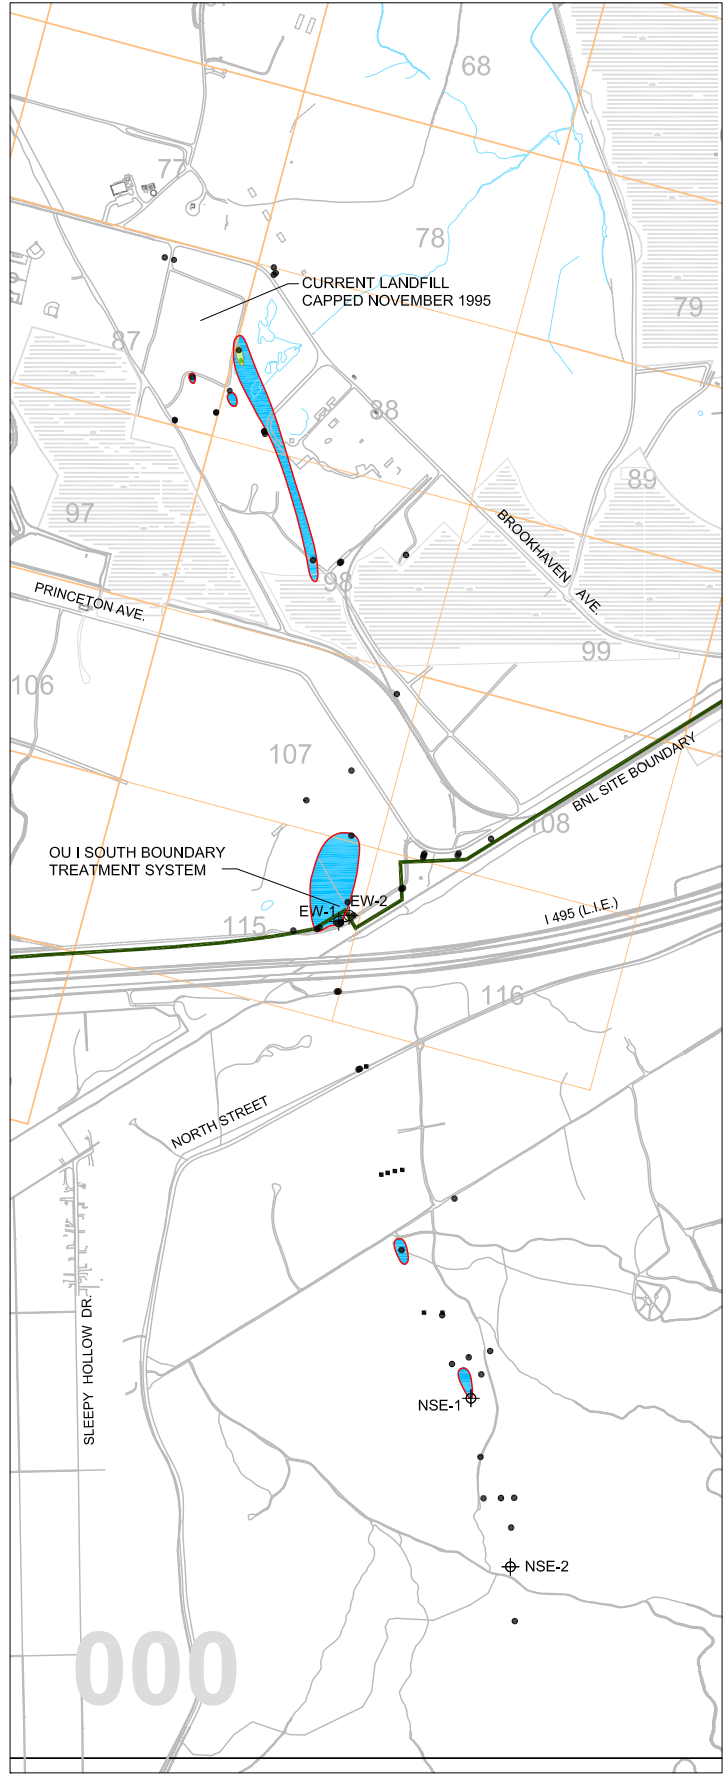 68
77
78
CURRENT LANDFILL
CAPPED NOVEMBER 1995
79
87
88
89
97
BROOKHAVEN AVE.
98
PRINCETON AVE.
99
106
107
BNL SITE BOUNDARY
108
OU I SOUTH BOUNDARY
TREATMENT SYSTEM
EW-2
EW-1
I 495 (L.I.E.)
115
116
NORTH STREET
SLEEPY HOLLOW DR.
NSE-1
NSE-2
000